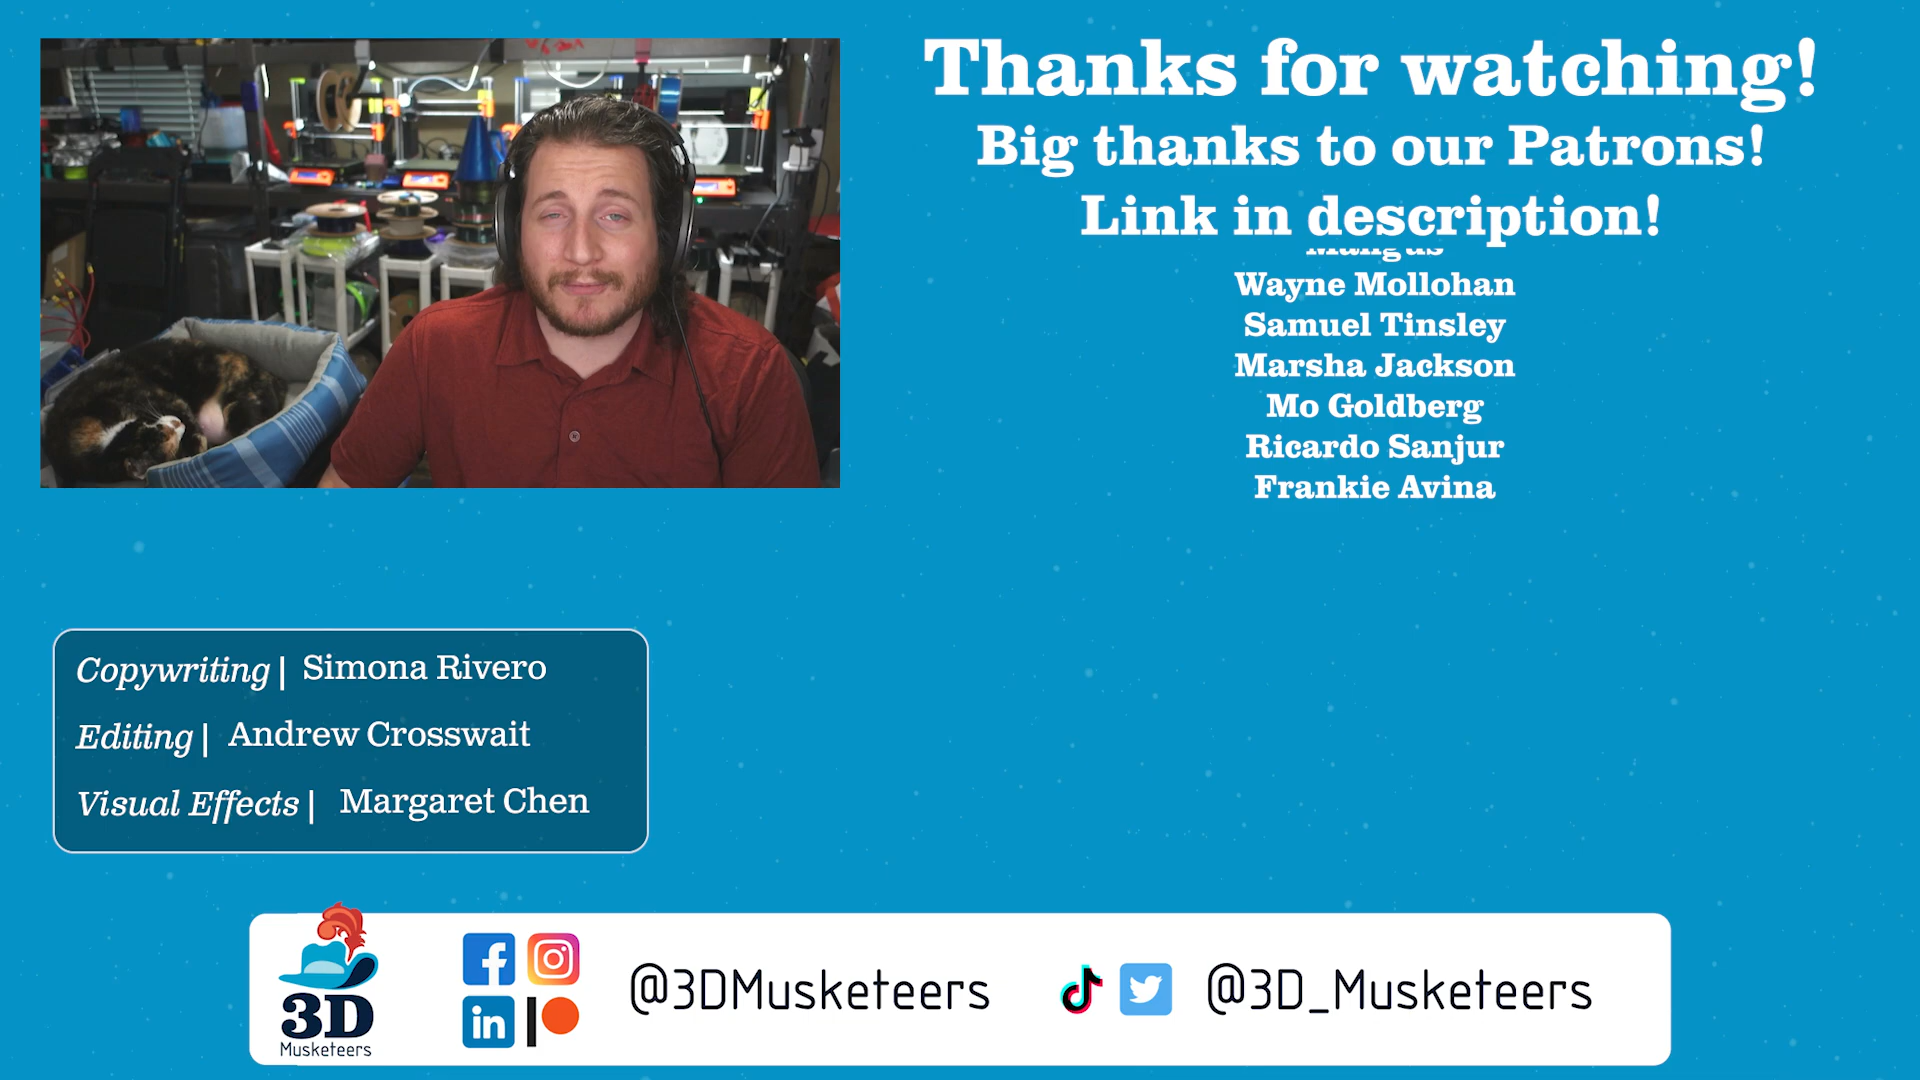 Thanks for watching!
Big thanks to our Patrons!
Link in description!
Wayne Mollohan
Samuel Tinsley
Marsha Jackson
Mo Goldberg
Ricardo Sanjur
Frankie Avina
Copywriting | Simona Rivero
Editing | Andrew Crosswait
Visual Effects | Margaret Chen
3D
Musketeers
@3DMusketeers
@3D_Musketeers